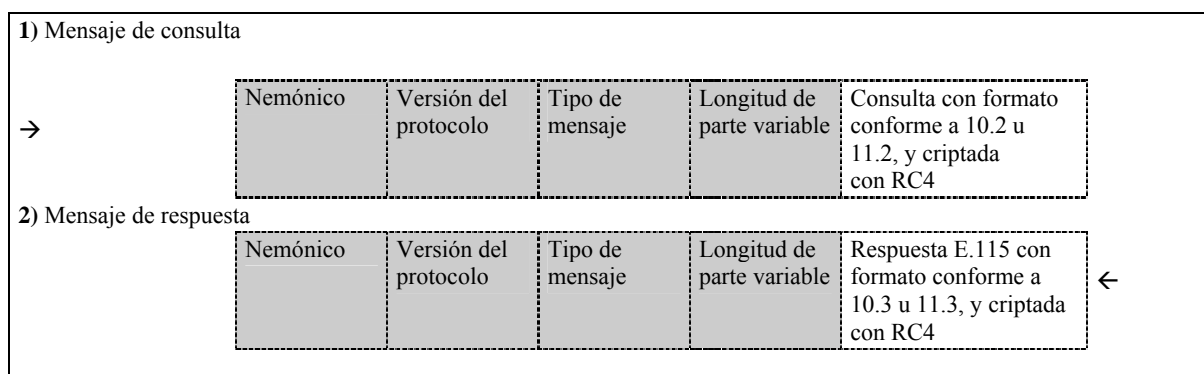 1) Mensaje de consulta
Nemónico
Versión del
protocolo
Tipo de
mensaje
Longitud de
parte variable
Consulta con formato
conforme a 10.2 u
11.2, y criptada
con RC4
→
2) Mensaje de respuesta
Nemónico
Versión del
protocolo
Tipo de
mensaje
Longitud de
parte variable
Respuesta E.115 con
formato conforme a
10.3 u 11.3, y criptada
con RC4
←